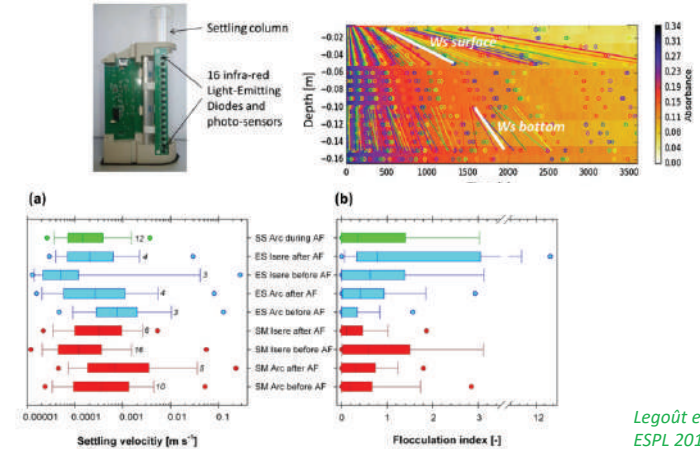 Settling column
16 infra-red
Light-Emitting
Diodes and
photo-sensors
Ws surface
Ws bottom
Depth [m]
−0.02
−0.04
−0.06
−0.08
−0.10
−0.12
−0.14
−0.16
0
500
1000
1500
2000
2500
3000
3500
0.34
0.31
0.27
0.24
0.21
0.17
0.14
0.11
0.08
0.04
0.00
Absorbance
(a)
(b)
12 SS Arc during AF
4 ES Isere after AF
3 ES Isere before AF
4 ES Arc after AF
3 ES Arc before AF
6 SM Isere after AF
16 SM Isere before AF
5 SM Arc after AF
10 SM Arc before AF
0.00001 0.0001 0.001 0.01 0.1
0 1 2 3 12
Settling velocitiy [m s⁻¹]
Flocculation index [-]
Legoût e
ESPL 201